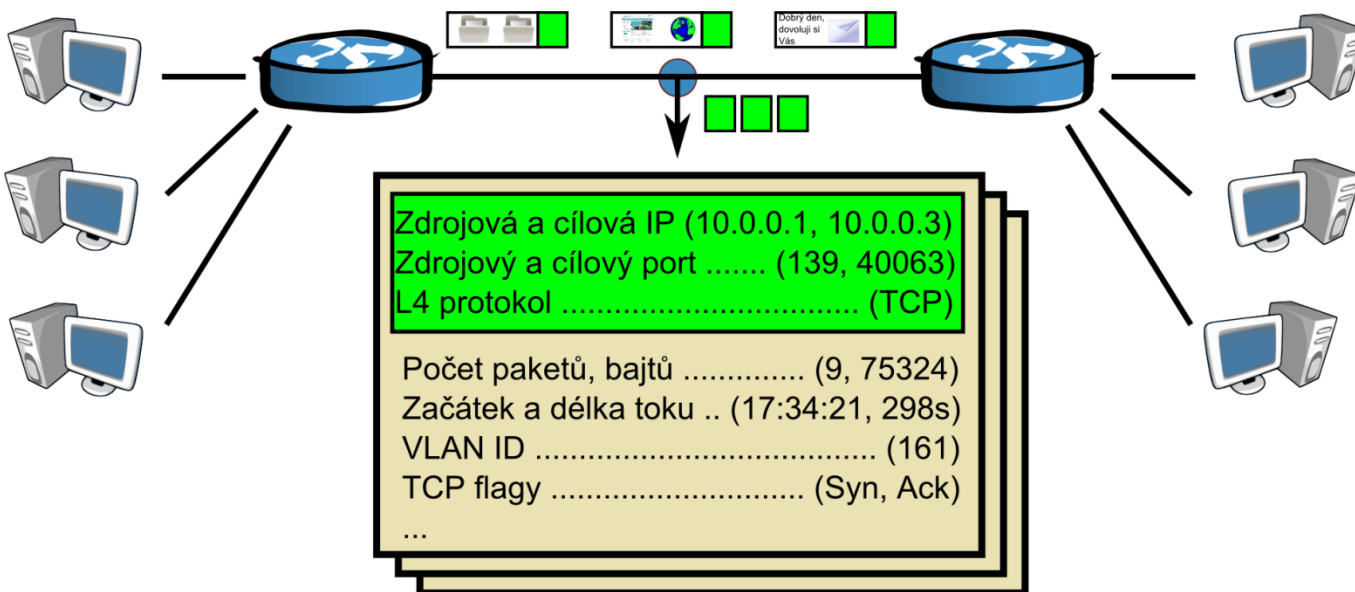 Dobrý den,
dovoluji si
Vás
Zdrojová a cílová IP (10.0.0.1, 10.0.0.3)
Zdrojový a cílový port ....... (139, 40063)
L4 protokol .................................. (TCP)
Počet paketů, bajtů .............. (9, 75324)
Začátek a délka toku .. (17:34:21, 298s)
VLAN ID ....................................... (161)
TCP flagy ............................. (Syn, Ack)
...